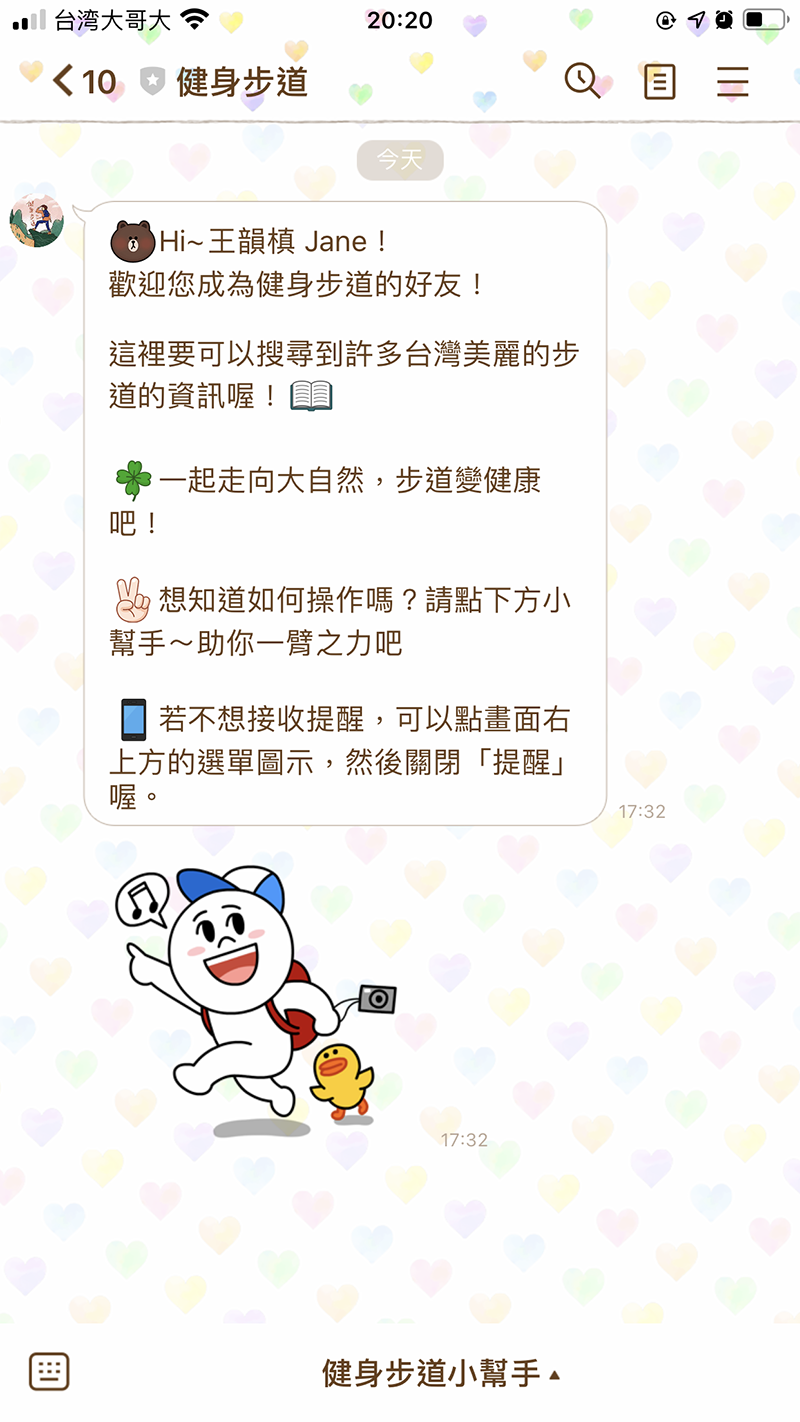 台湾大哥大
20:20
10
健身步道
今天
Hi~王韻槙 Jane！
歡迎您成為健身步道的好友！
這裡要可以搜尋到許多台灣美麗的步
道的資訊喔！
一起走向大自然，步道變健康
吧！
想知道如何操作嗎？請點下方小
幫手～助你一臂之力吧
若不想接收提醒，可以點畫面右
上方的選單圖示，然後關閉「提醒」
喔。
17:32
17:32
健身步道小幫手